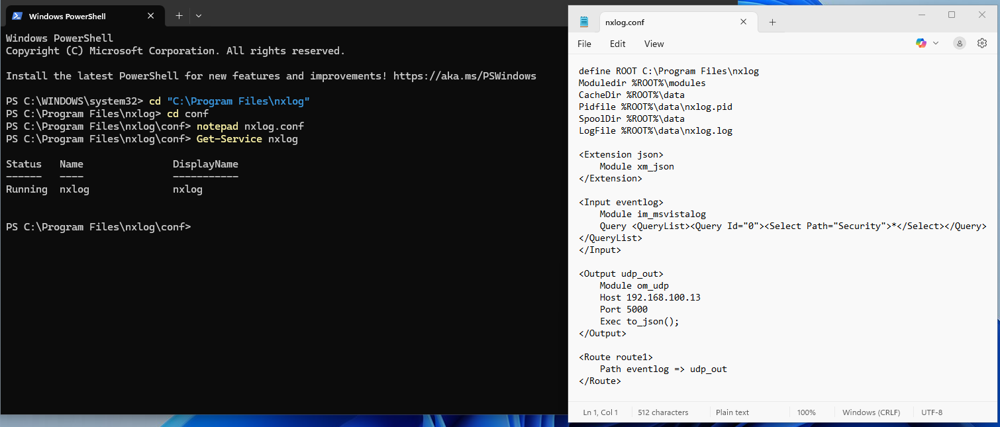 Windows PowerShell
Windows PowerShell
Copyright (C) Microsoft Corporation. All rights reserved.
Install the latest PowerShell for new features and improvements! https://aka.ms/PSWindows
PS C:\WINDOWS\system32> cd "C:\Program Files\nxlog"
PS C:\Program Files\nxlog> cd conf
PS C:\Program Files\nxlog\conf> notepad nxlog.conf
PS C:\Program Files\nxlog\conf> Get-Service nxlog
Status Name DisplayName
------ ---- -----------
Running nxlog nxlog
PS C:\Program Files\nxlog\conf>
nxlog.conf
File Edit View
define ROOT C:\Program Files\nxlog
Moduledir %ROOT%\modules
CacheDir %ROOT%\data
Pidfile %ROOT%\data\nxlog.pid
SpoolDir %ROOT%\data
LogFile %ROOT%\data\nxlog.log
<Extension json>
    Module xm_json
</Extension>
<Input eventlog>
    Module im_msvistalog
    Query <QueryList><Query Id="0"><Select Path="Security">*</Select></Query>
</QueryList>
</Input>
<Output udp_out>
    Module om_udp
    Host 192.168.100.13
    Port 5000
    Exec to_json();
</Output>
<Route route1>
    Path eventlog => udp_out
</Route>
Ln 1, Col 1 512 characters Plain text 100% Windows (CRLF) UTF-8